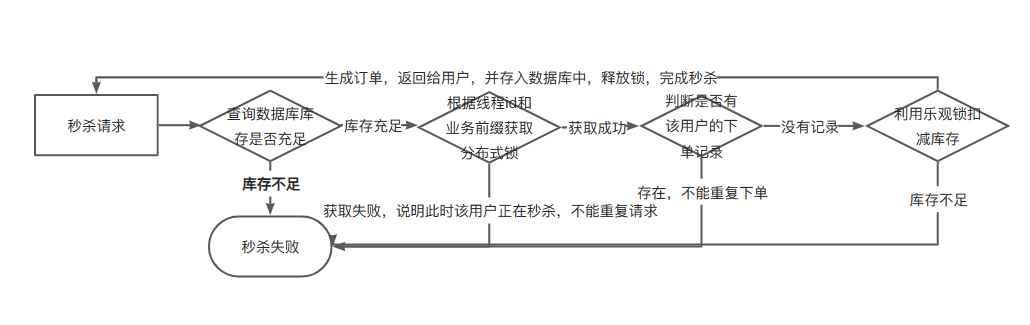 生成订单，返回给用户，并存入数据库中，释放锁，完成秒杀
秒杀请求
查询数据库库
存是否充足
库存充足
根据线程id和
业务前缀获取
分布式锁
获取成功
判断是否有
该用户的下
单记录
没有记录
利用乐观锁扣
减库存
库存不足
获取失败，说明此时该用户正在秒杀，不能重复请求
存在，不能重复下单
库存不足
秒杀失败